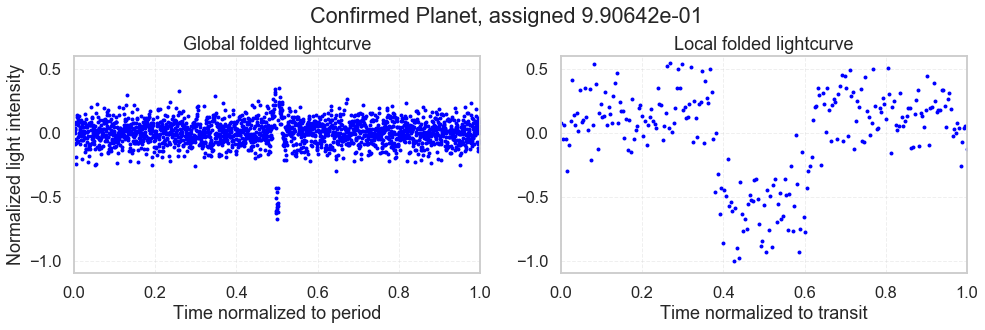 Confirmed Planet, assigned 9.90642e-01
Global folded lightcurve
Local folded lightcurve
Normalized light intensity
0.5
0.0
−0.5
−1.0
0.0 0.2 0.4 0.6 0.8 1.0
Time normalized to period
0.5
0.0
−0.5
−1.0
0.0 0.2 0.4 0.6 0.8 1.0
Time normalized to transit